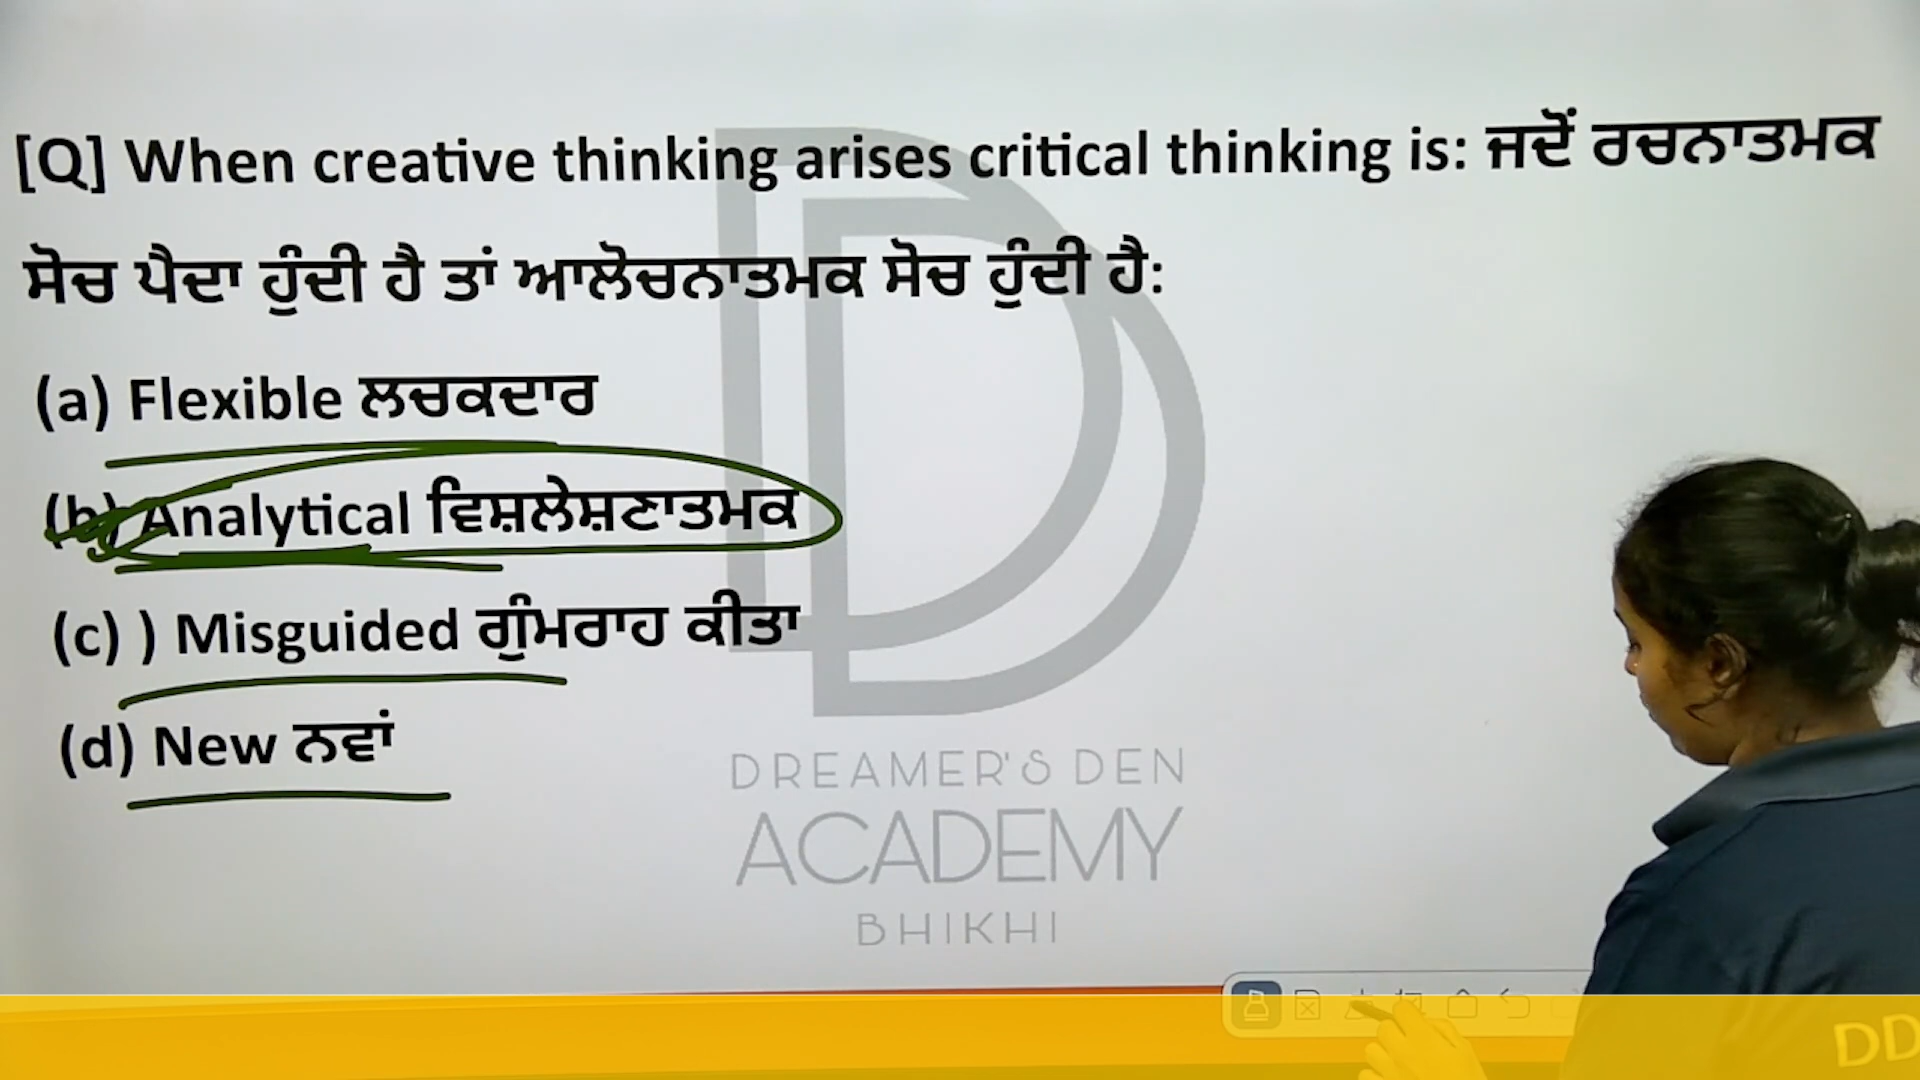 [Q] When creative thinking arises critical thinking is: ਜਦੋਂ ਰਚਨਾਤਮਕ
ਸੋਚ ਪੈਦਾ ਹੁੰਦੀ ਹੈ ਤਾਂ ਆਲੋਚਨਾਤਮਕ ਸੋਚ ਹੁੰਦੀ ਹੈ:
(a) Flexible ਲਚਕਦਾਰ
(b) Analytical ਵਿਸ਼ਲੇਸ਼ਣਾਤਮਕ
(c) ) Misguided ਗੁੰਮਰਾਹ ਕੀਤਾ
(d) New ਨਵਾਂ
DREAMER'S DEN
ACADEMY
BHIKHI
DD